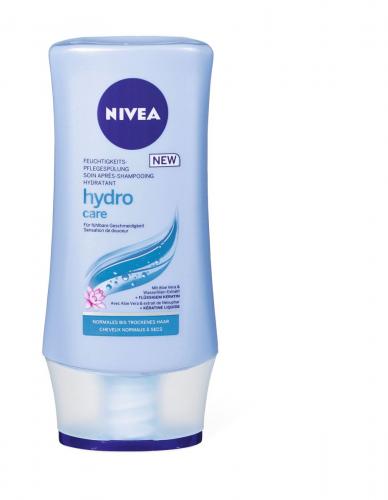 NIVEA
NEW
FEUCHTIGKEITS-
PFLEGESPÜLUNG
SOIN APRÈS-SHAMPOOING
HYDRATANT
hydro
care
Für fühlbare Geschmeidigkeit
Sensation de douceur
Mit Aloe Vera &
Wasserlilien-Extrakt
+ FLÜSSIGEM KERATIN
Avec Aloe Vera & extrait de Nénuphar
+ KÉRATINE LIQUIDE
NORMALES BIS TROCKENES HAAR
CHEVEUX NORMAUX À SECS